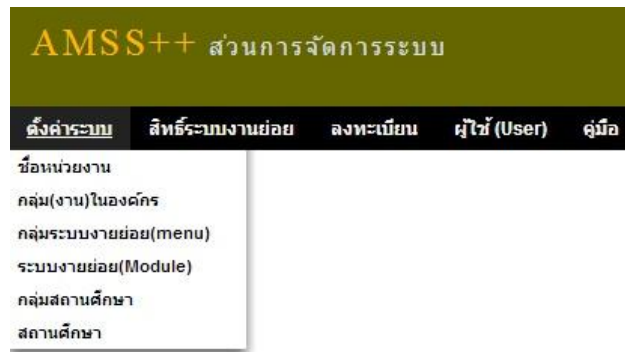 AMSS++ ส่วนการจัดการระบบ
ตั้งค่าระบบ สิทธิ์ระบบงานย่อย ลงทะเบียน ผู้ใช้ (User) คู่มือ
ชื่อหน่วยงาน
กลุ่ม(งาน)ในองค์กร
กลุ่มระบบงายย่อย(menu)
ระบบงายย่อย(Module)
กลุ่มสถานศึกษา
สถานศึกษา